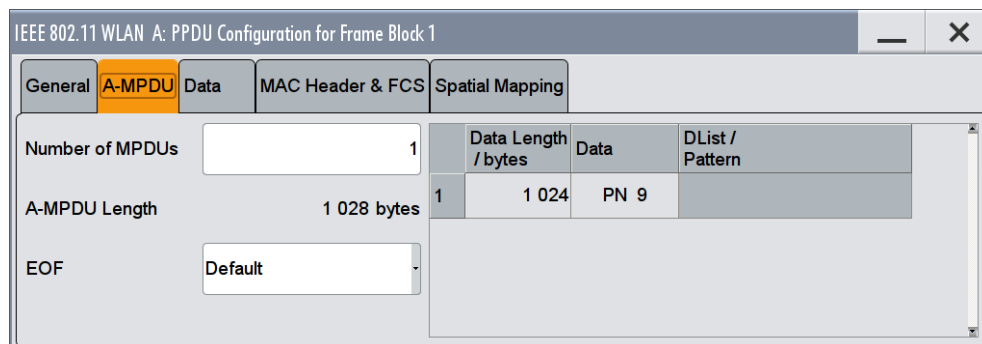 IEEE 802.11 WLAN A: PPDU Configuration for Frame Block 1
General A-MPDU Data MAC Header & FCS Spatial Mapping
Number of MPDUs 1
A-MPDU Length 1 028 bytes
EOF Default
Data Length / bytes Data DList / Pattern
1 1 024 PN 9